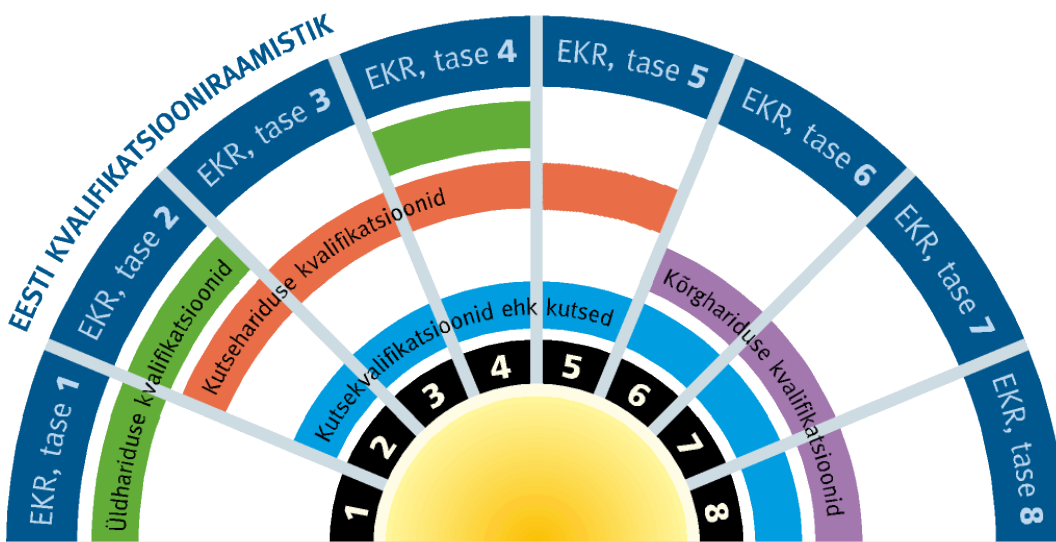 EESTI KVALIFIKATSIOONIRAAMISTIK
EKR, tase 1
EKR, tase 2
EKR, tase 3
EKR, tase 4
EKR, tase 5
EKR, tase 6
EKR, tase 7
EKR, tase 8
Üldhariduse kvalifikatsioonid
Kutsehariduse kvalifikatsioonid
Kutsekvalifikatsioonid ehk kutsed
Kõrghariduse kvalifikatsioonid
1
2
3
4
5
6
7
8